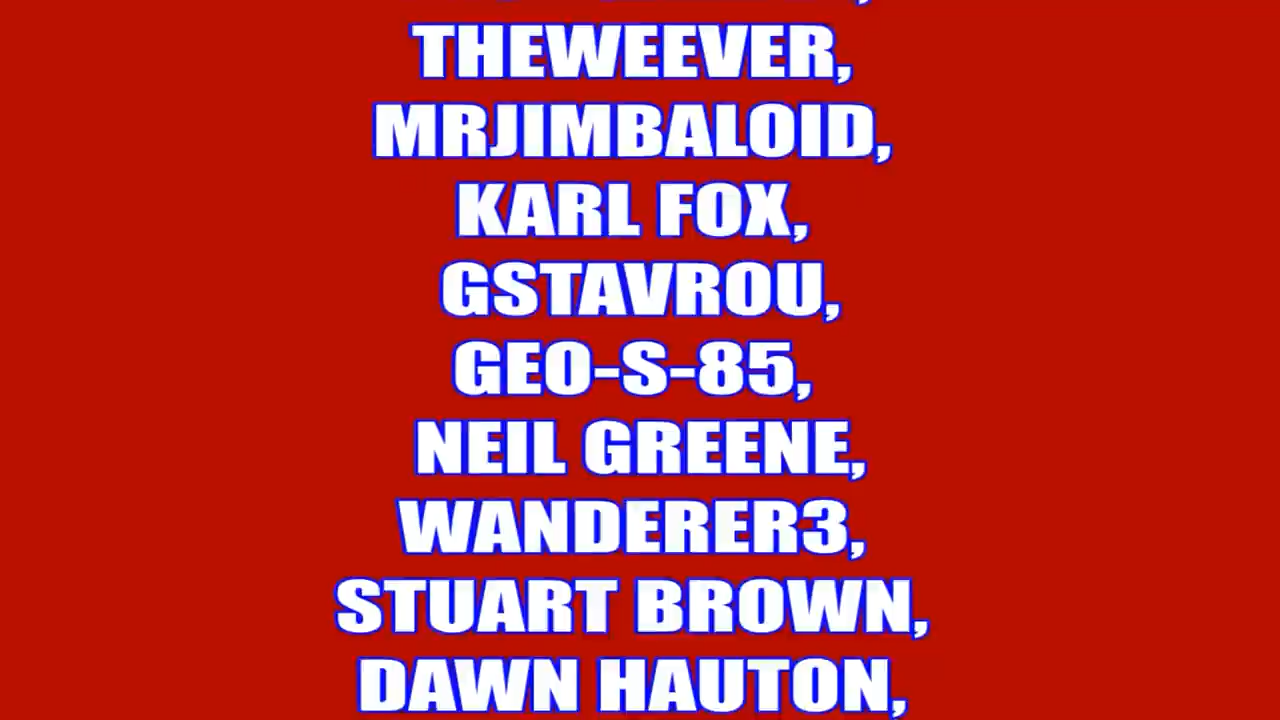 THEWEEVER,
MRJIMBALOID,
KARL FOX,
GSTAVROU,
GEO-S-85,
NEIL GREENE,
WANDERER3,
STUART BROWN,
DAWN HAUTON,